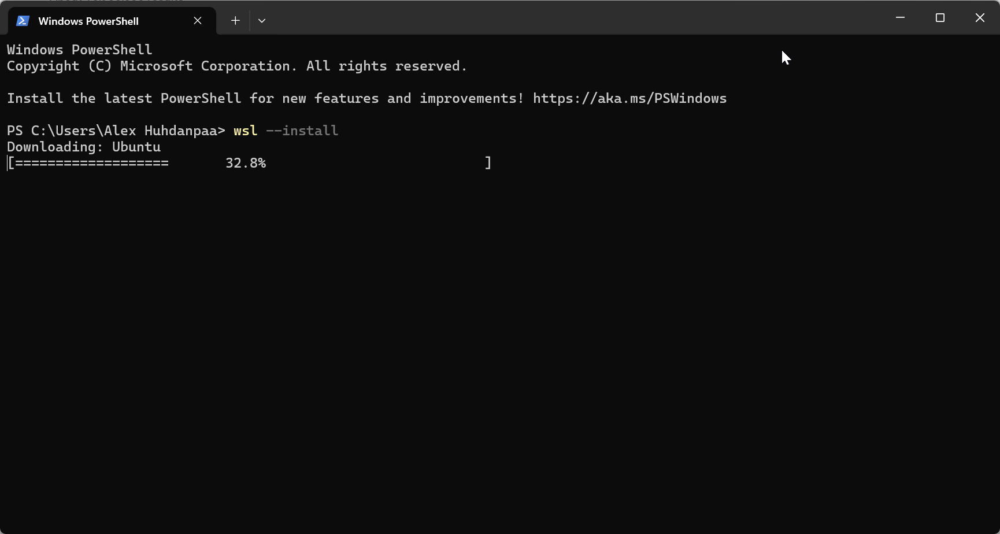 Windows PowerShell
Windows PowerShell
Copyright (C) Microsoft Corporation. All rights reserved.
Install the latest PowerShell for new features and improvements! https://aka.ms/PSWindows
PS C:\Users\Alex Huhdanpaa> wsl --install
Downloading: Ubuntu
[===================       32.8%                           ]